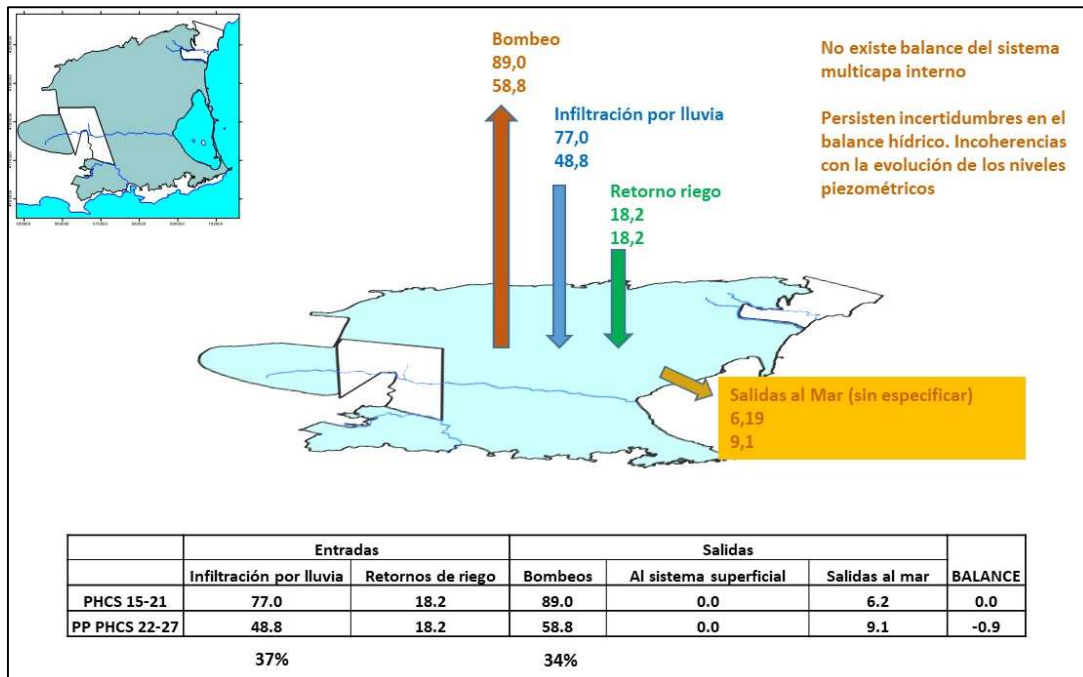 Bombeo
89,0
58,8
No existe balance del sistema
multicapa interno
Infiltración por lluvia
77,0
48,8
Persisten incertidumbres en el
balance hídrico. Incoherencias
con la evolución de los niveles
piezométricos
Retorno riego
18,2
18,2
Salidas al Mar (sin especificar)
6,19
9,1
Entradas Salidas
Infiltración por lluvia Retornos de riego Bombeos Al sistema superficial Salidas al mar BALANCE
PHCS 15-21 77.0 18.2 89.0 0.0 6.2 0.0
PP PHCS 22-27 48.8 18.2 58.8 0.0 9.1 -0.9
37% 34%